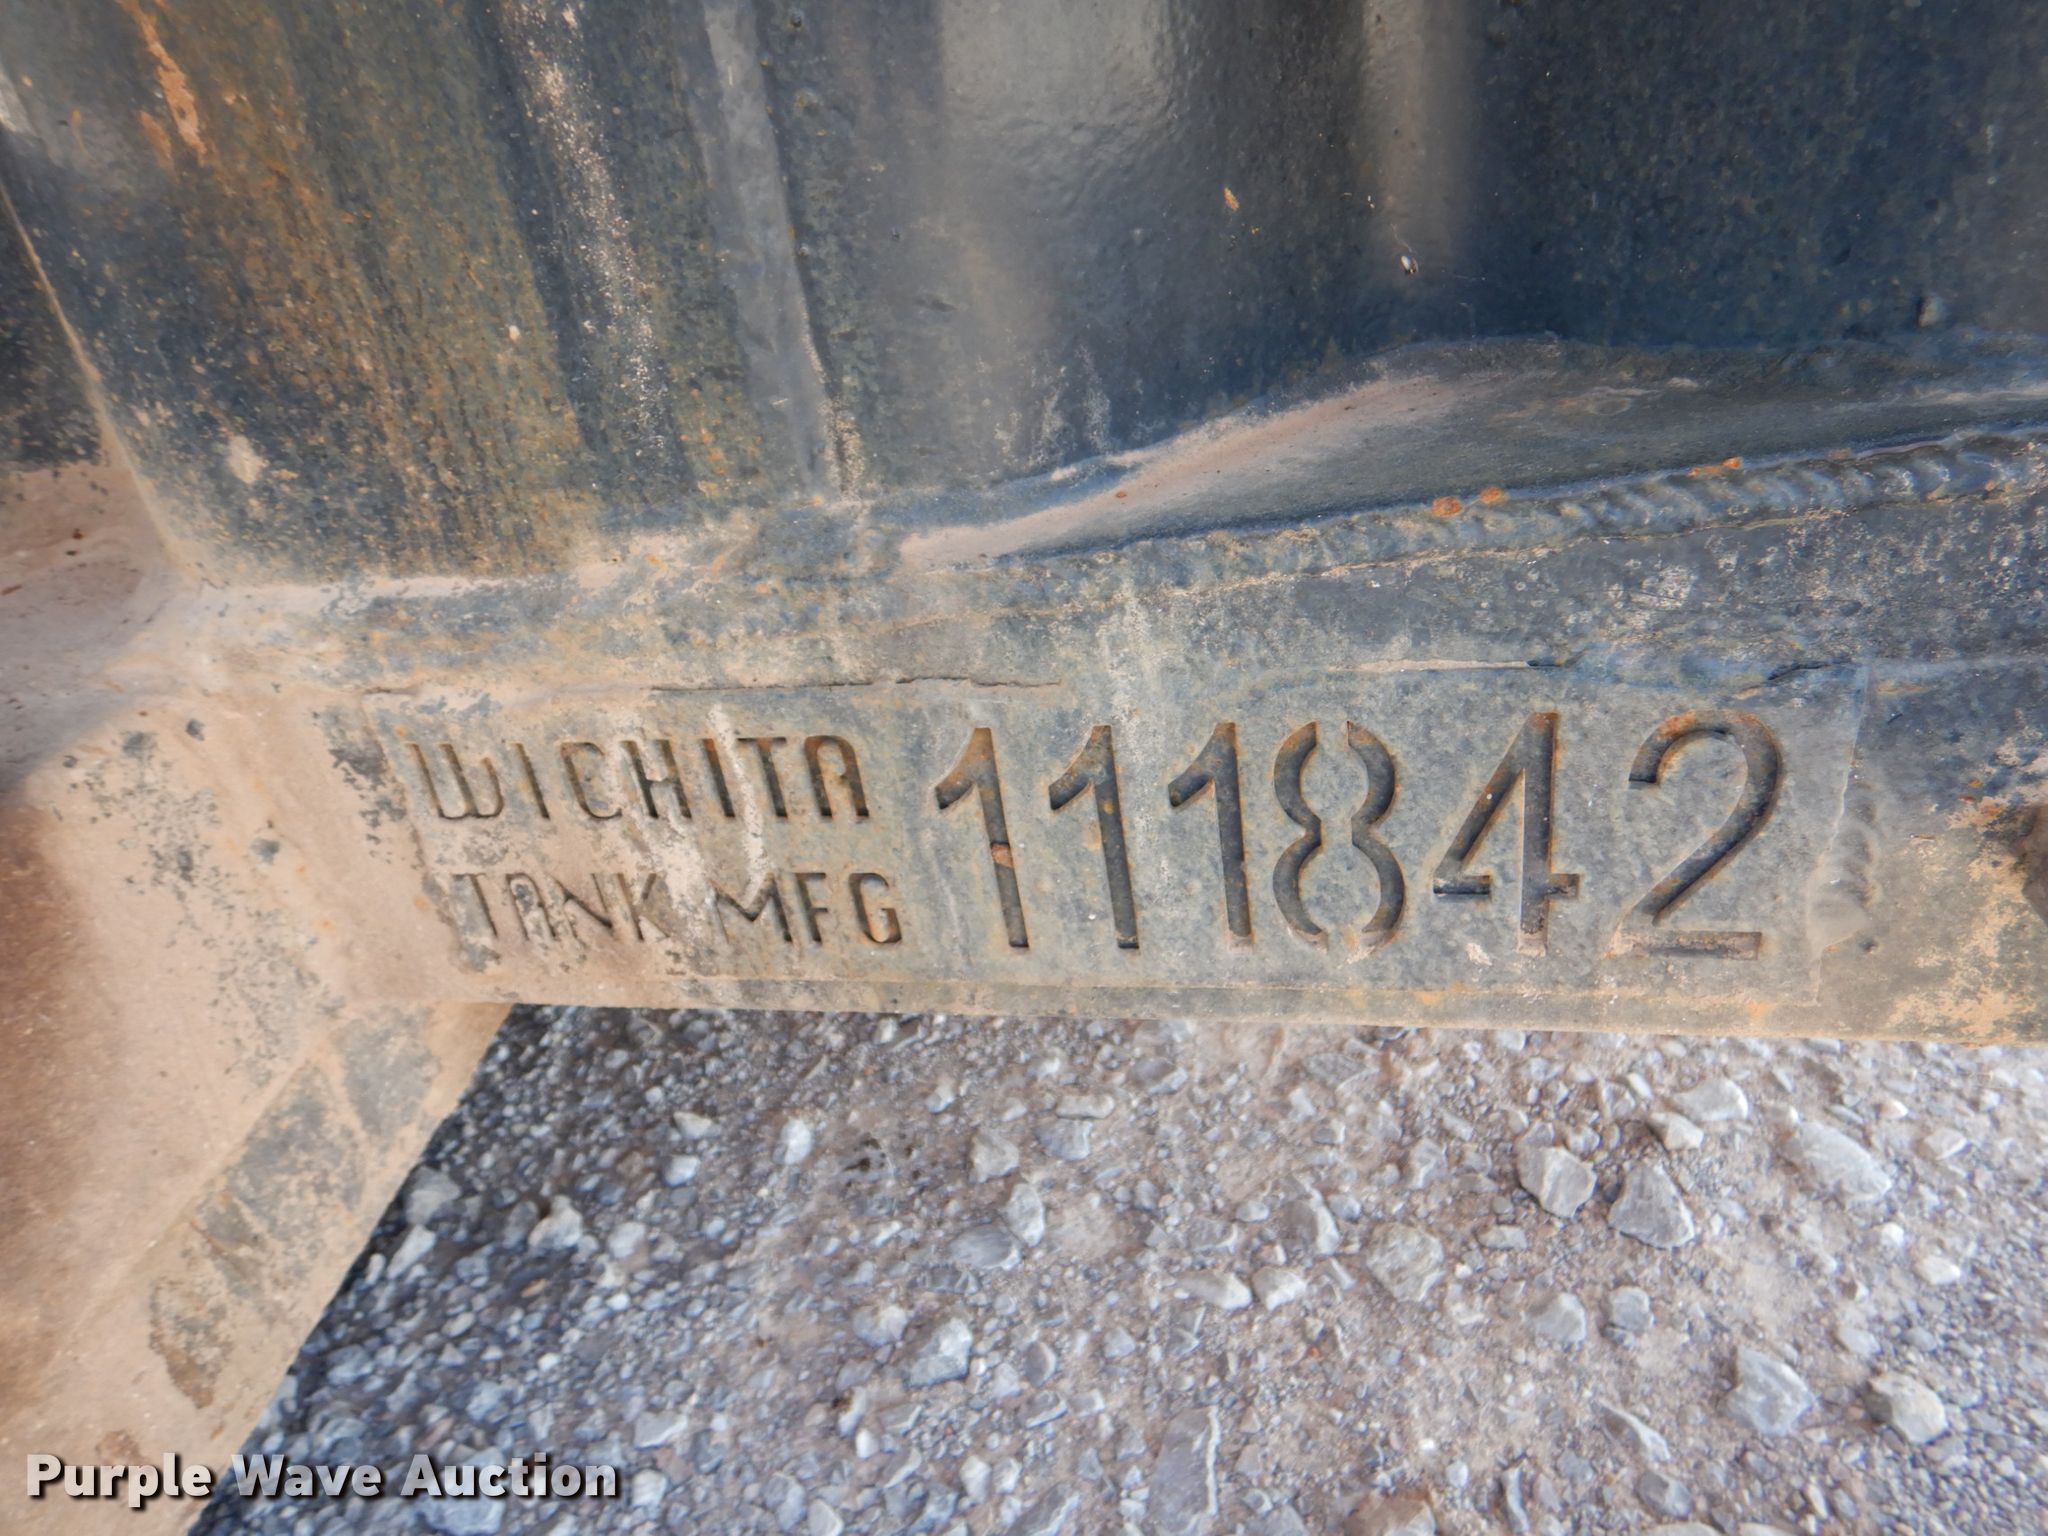 WICHITA 111842
TANK MFG
Purple Wave Auction